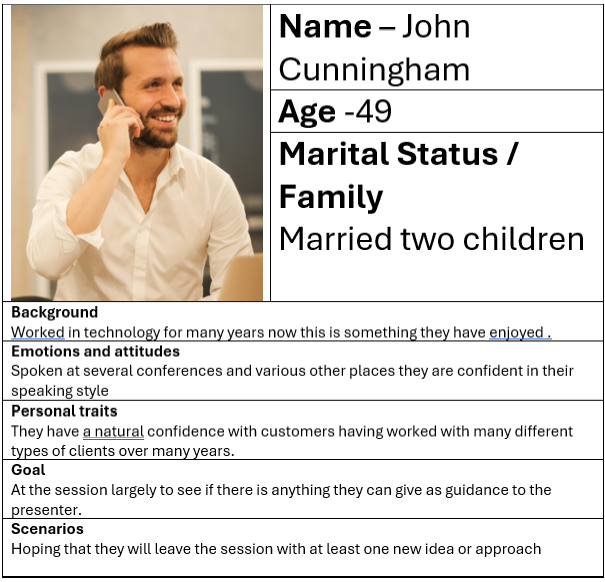 Name – John
Cunningham
Age -49
Marital Status /
Family
Married two children
Background
Worked in technology for many years now this is something they have enjoyed .
Emotions and attitudes
Spoken at several conferences and various other places they are confident in their
speaking style
Personal traits
They have a natural confidence with customers having worked with many different
types of clients over many years.
Goal
At the session largely to see if there is anything they can give as guidance to the
presenter.
Scenarios
Hoping that they will leave the session with at least one new idea or approach